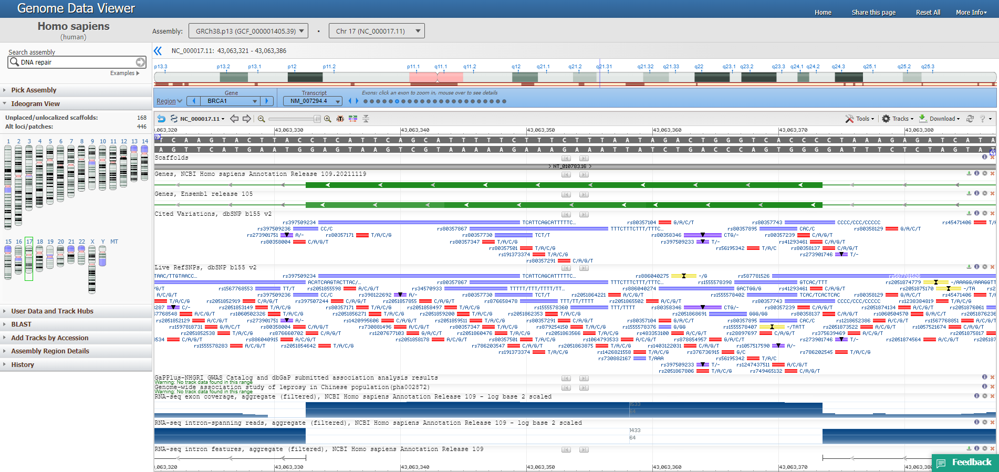 Genome Data Viewer
Home Share this page Reset All More Info
Homo sapiens
(human)
Assembly: GRCh38.p13 (GCF_000001405.39) · Chr 17 (NC_000017.11)
Search assembly
DNA repair
Examples
Pick Assembly
Ideogram View
Unplaced/unlocalized scaffolds: 168
Alt loci/patches: 446
1 2 3 4 5 6 7 8 9 10 11 12 13 14
15 16 17 18 19 20 21 22 X Y MT
User Data and Track Hubs
BLAST
Add Tracks by Accession
Assembly Region Details
History
NC_000017.11: 43,063,321 - 43,063,386
p13.3 p13.2 p13.1 p12 p11.2 p11.1 q11.1 q11.2 q12 q21.1 q21.2 q21.31 q21.32 q21.33 q22 q23.1 q23.2 q23.3 q24.1 q24.2 q24.3 q25.1 q25.2 q25.3
Gene Transcript Exons: click an exon to zoom in, mouse over to see details
Region BRCA1 NM_007294.4
NC_000017.11 Tools Tracks Download ?
43,063,330 43,063,340 43,063,350 43,063,360 43,063,370 43,063,380
T C A A G T A C T T A C C T C A T T C A G C A T T T T T C T T T C T T T A A T A G A C T G G G T C A C C C C T A A A G A G A T C A T A
A G T T C A T G A A T G G A G T A A G T C G T A A A A A G A A A G A A A T T A T C T G A C C C A G T G G G G A T T T C T C T A G T A T
Scaffolds
NT_010783.16
Genes, NCBI Homo sapiens Annotation Release 109.20211119
Genes, Ensembl release 105
Cited Variations, dbSNP b155 v2
rs397509234 TCATTCAGCATTTTTC... rs80357104 G/A/C/T rs80357743 CCCC/CCC/CCCCC rs45471406
rs397509236 CC/C rs80357867 TTTCTTTCTTT/TTTC... rs80357895 CAC/C rs80358129 A/G/T
rs273901751 A/- rs80357171 T/A/C/G rs80357730 TCT/T rs80358346 CTG/- rs80357239 C/A/G/T
rs80358004 C/A/G/T rs80357347 T/A/C/G rs397509233 T/- rs41293461 C/A/G/T
rs80357501 T/A/C/G rs56195342 T/A/C rs80358137 C/A/G/T
rs191373374 T/A/C/G rs273901746 T/-
rs80357291 C/A/G/T
Live RefSNPs, dbSNP b155 v2
TAAC/TTGTAACC... rs397509234 TCATTCAGCATTTTTC... rs886040275 -/G rs587781526
ACATCAAGTACTTAC/... rs80357867 TTTCTTTCTTT/TTTC... rs1555578398 GTCAC/TTT rs2051874779 -/AAAGG/AAAGGTT
A/G/T rs1567768553 TT/T rs2051855598 A/C/G/T rs34570933 TTTTT/TTT/TTTT/TT... rs886040274 GACTGG/G rs41293461 C/A/G/T rs2051875170 -/TA
A/C/G/T rs397509236 CC/C rs398122692 A/- rs80357730 TCT/T rs2051864221 A/C/G/T rs1555578402 TCAC/TCACTCAC rs80358129 A/G/T rs45471406
T/A/C/G rs2051852919 C/A/G/T rs397507244 C/A/G/T rs2051857855 C/A/G/T rs876658478 TTT/TT/TTTT rs2051865502 A/C/G/T rs80357743 CCCC/CCC/CCCCC rs1238384819 T/A/C/G
C/- rs2051853149 T/A/C/G rs80357171 T/A/C/G rs2051858497 T/A/C/G rs1555578360 TTT/TTTT rs80358346 CTG/- rs80357239 C/A/G/T rs2051874134 A/C/G/T rs2051876061
A/C/G/T rs1060502326 T/A/C/G rs2051856271 T/A/C/G rs2051859200 T/A/C/G rs2051862353 T/A/C/G rs2051868691 GGG/GG rs80358137 C/A/G/T rs1060504570 G/A/C/T
rs2051852129 A/C/G/T rs273901751 A/- rs1420995606 C/A/G/T rs2051859511 T/A/C/G rs80357291 C/A/G/T rs80357104 G/A/C/T rs80357895 CAC/C rs1218652386 A/C/G/T rs1567768851 A/C/G/T
rs1597818731 G/A/C/T rs80358004 C/A/G/T rs730881496 A/C/G/T rs80357347 T/A/C/G rs879254150 T/A/C/G rs1555578376 G/GG rs1555578407 -/TATT rs2051873522 A/C/G/T rs1057521674 C/A/G/T
rs2051852538 T/A/C/G rs876660702 C/A/G/T rs1207677103 G/A/C/T rs2051860476 T/A/C/G rs2051863566 T/A/C/G rs483353100 C/A/G/T rs28897697 C/A/G/T rs375639469 A/C/G/T rs2051875817
C/A/G/T rs886040915 A/C/G/T rs2051858178 A/C/G/T rs80357501 T/A/C/G rs1064794533 A/C/G/T rs878854957 G/A/C/T rs273901746 T/- rs2051874564 A/C/G/T
rs1555578283 A/C/G/T rs2051854642 T/A/C/G rs786203547 C/A/G/T rs2051863875 T/A/C/G rs1403122031 C/A/G/T rs1057517590 A/-
rs191373374 T/A/C/G rs1426821558 T/A/C/G rs376736915 G/C rs786202545 T/A/C/G
rs730882167 T/AAA rs56195342 T/A/C
rs397509233 T/- rs1247437511 A/C/G/T
rs2051867806 T/A/C/G rs749465132 C/A/G/T
GaPPlus-NHGRI GWAS Catalog and dbGaP submitted association analysis results
Warning: No track data found in this range
Genome-wide association study of leprosy in Chinese population(pha002872)
Warning: No track data found in this range
RNA-seq exon coverage, aggregate (filtered), NCBI Homo sapiens Annotation Release 109 - log base 2 scaled
1533
64
RNA-seq intron-spanning reads, aggregate (filtered), NCBI Homo sapiens Annotation Release 109 - log base 2 scaled
1433
64
RNA-seq intron features, aggregate (filtered), NCBI Homo sapiens Annotation Release 109
43,063,330 43,063,340 43,063,350 43,063,360 43,063,370
Feedback